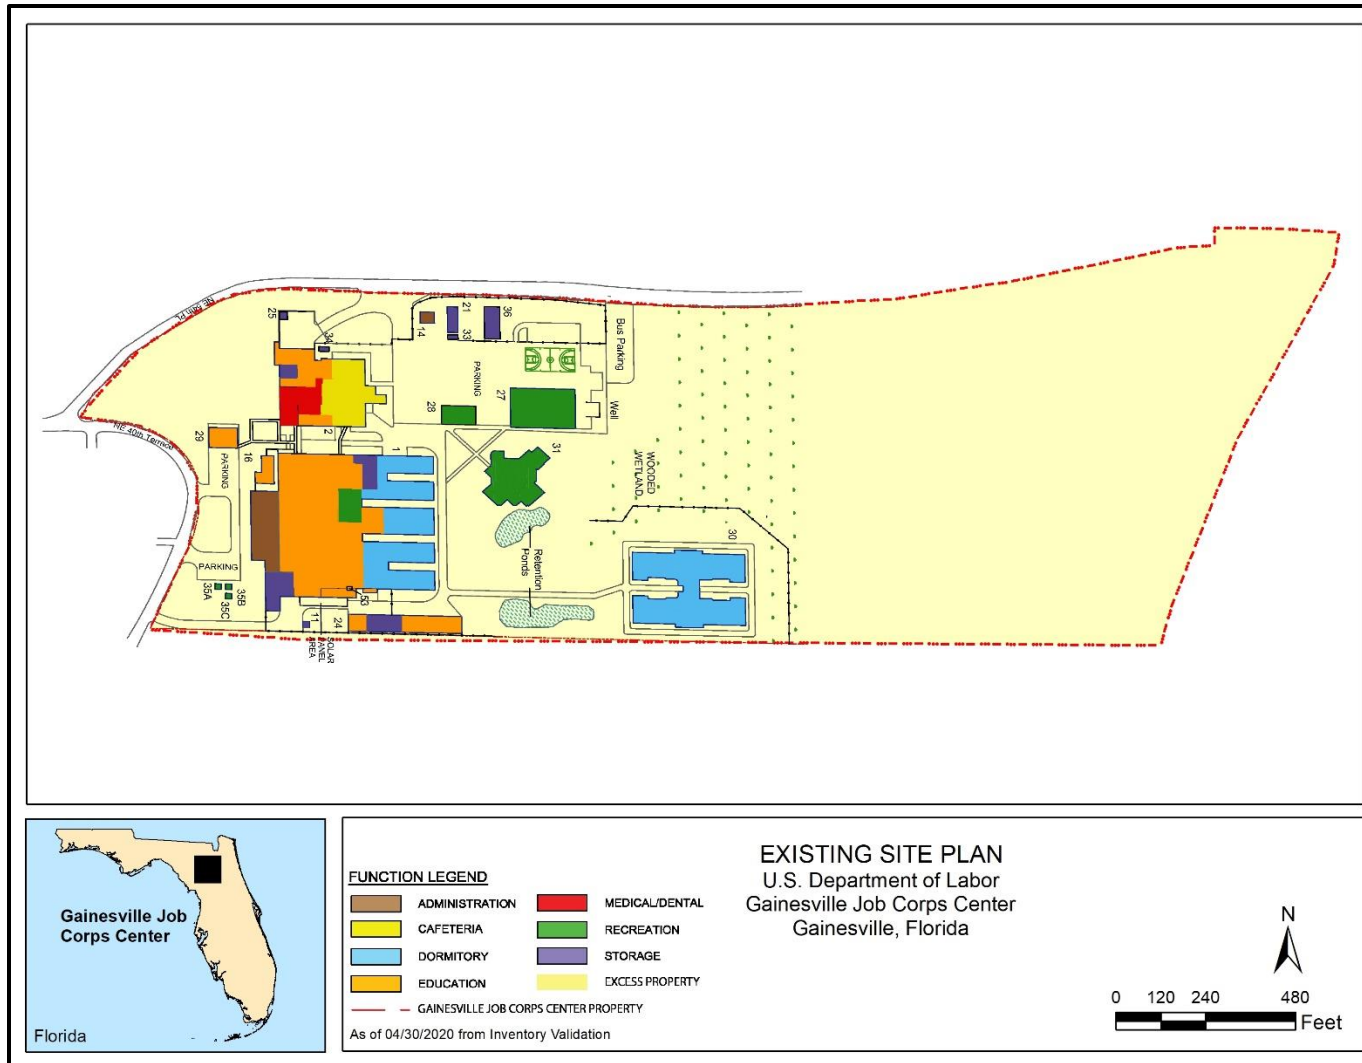 NE 54th PL
25
34
14
21
33
36
PARKING
Bus Parking
27
Well
28
2
NE 40th Terrace
29
PARKING
16
1
31
WOODED
WETLAND
30
Retention
Ponds
PARKING
35A
35B
35C
53
11
24
SOLAR
PANEL
AREA
Gainesville Job
Corps Center
Florida
FUNCTION LEGEND
ADMINISTRATION
CAFETERIA
DORMITORY
EDUCATION
MEDICAL/DENTAL
RECREATION
STORAGE
EXCESS PROPERTY
GAINESVILLE JOB CORPS CENTER PROPERTY
As of 04/30/2020 from Inventory Validation
EXISTING SITE PLAN
U.S. Department of Labor
Gainesville Job Corps Center
Gainesville, Florida
N
0 120 240 480
Feet